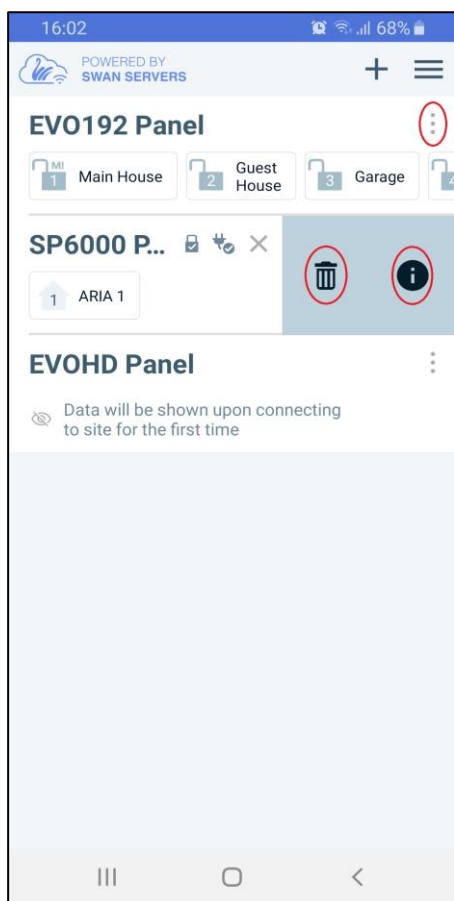 16:02 68%
POWERED BY
SWAN SERVERS
EVO192 Panel
MI
1 Main House 2 Guest House 3 Garage
SP6000 P...
1 ARIA 1
EVOHD Panel
Data will be shown upon connecting
to site for the first time